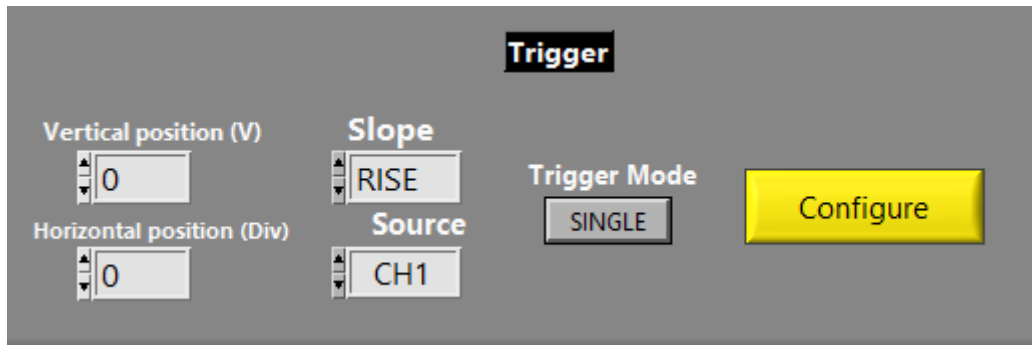 Trigger
Vertical position (V)
0
Horizontal position (Div)
0
Slope
RISE
Source
CH1
Trigger Mode
SINGLE
Configure